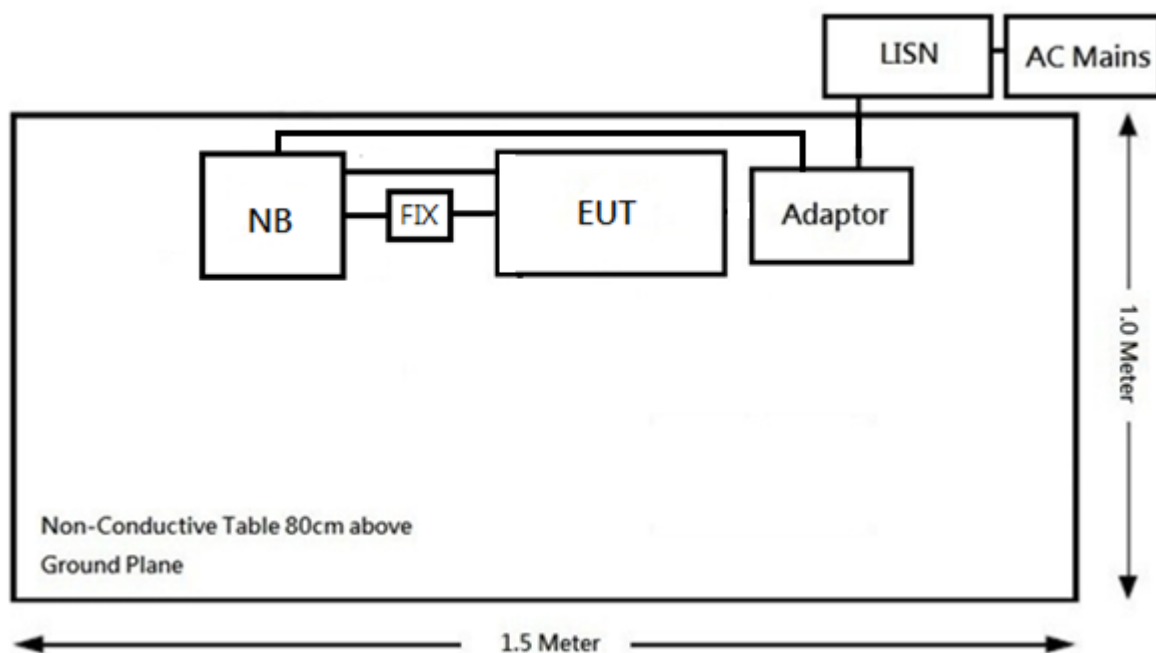 LISN
AC Mains
NB
FIX
EUT
Adaptor
1.0 Meter
Non-Conductive Table 80cm above
Ground Plane
1.5 Meter